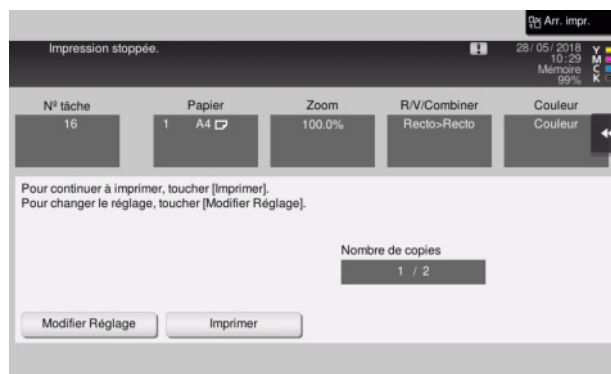 Arr. impr.
Impression stoppée.
28/05/2018
10:29
Mémoire
99%
Y
M
C
K
Nº tâche
Papier
Zoom
R/V/Combiner
Couleur
16
1 A4
100.0%
Recto>Recto
Couleur
Pour continuer à imprimer, toucher [Imprimer].
Pour changer le réglage, toucher [Modifier Réglage].
Nombre de copies
1 / 2
Modifier Réglage
Imprimer